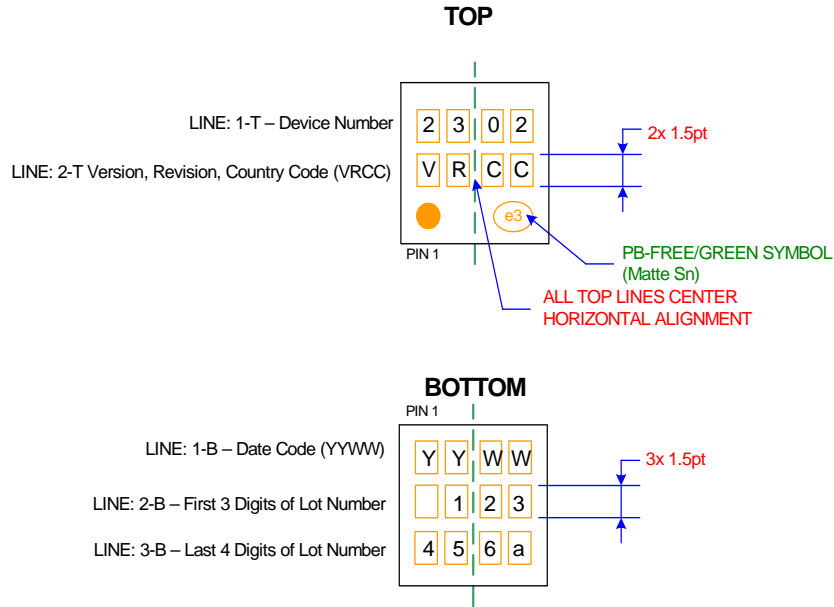 TOP
LINE: 1-T – Device Number
2 3 0 2
2x 1.5pt
LINE: 2-T Version, Revision, Country Code (VRCC)
V R C C
e3
PIN 1
PB-FREE/GREEN SYMBOL
(Matte Sn)
ALL TOP LINES CENTER
HORIZONTAL ALIGNMENT
BOTTOM
PIN 1
LINE: 1-B – Date Code (YYWW)
Y Y W W
3x 1.5pt
LINE: 2-B – First 3 Digits of Lot Number
1 2 3
LINE: 3-B – Last 4 Digits of Lot Number
4 5 6 a